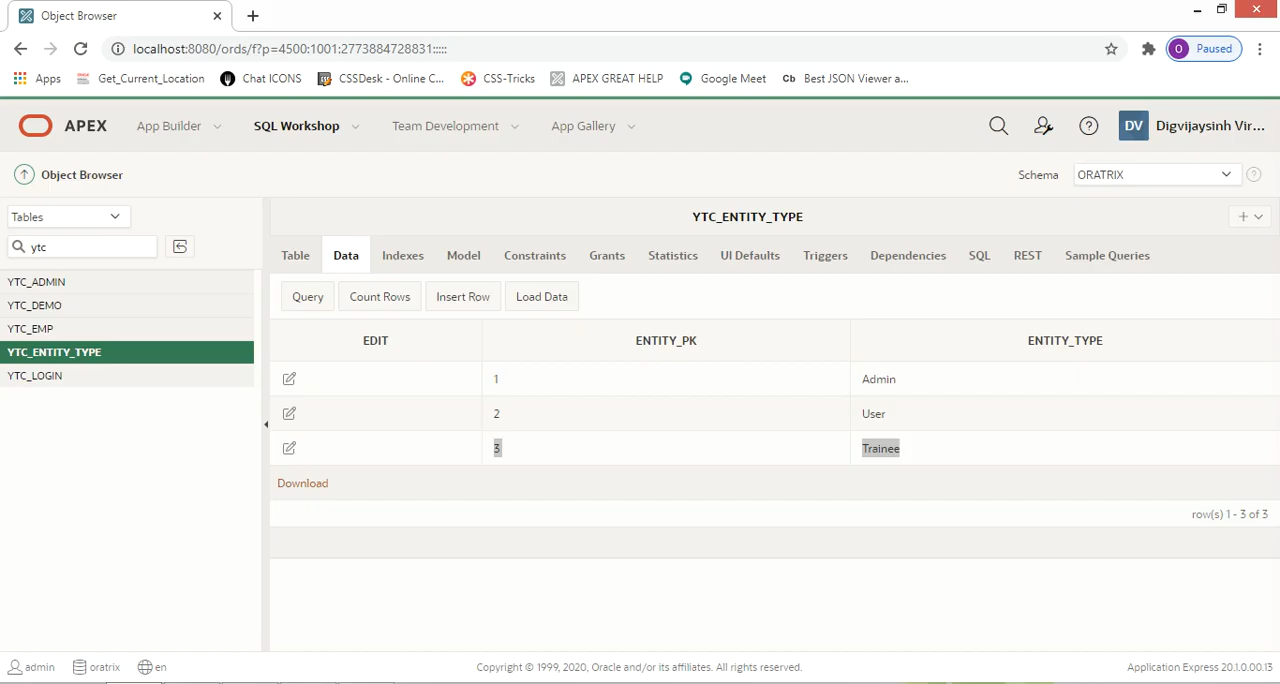 Object Browser
localhost:8080/ords/f?p=4500:1001:2773884728831:::::
O Paused
Apps Get_Current_Location Chat ICONS CSSDesk - Online C... CSS-Tricks APEX GREAT HELP Google Meet Cb Best JSON Viewer a...
APEX App Builder SQL Workshop Team Development App Gallery DV Digvijaysinh Vir...
Object Browser Schema ORATRIX
Tables
ytc
YTC_ADMIN
YTC_DEMO
YTC_EMP
YTC_ENTITY_TYPE
YTC_LOGIN
YTC_ENTITY_TYPE
Table Data Indexes Model Constraints Grants Statistics UI Defaults Triggers Dependencies SQL REST Sample Queries
Query Count Rows Insert Row Load Data
EDIT ENTITY_PK ENTITY_TYPE
1 Admin
2 User
3 Trainee
Download
row(s) 1 - 3 of 3
admin oratrix en Copyright © 1999, 2020, Oracle and/or its affiliates. All rights reserved. Application Express 20.1.0.00.13